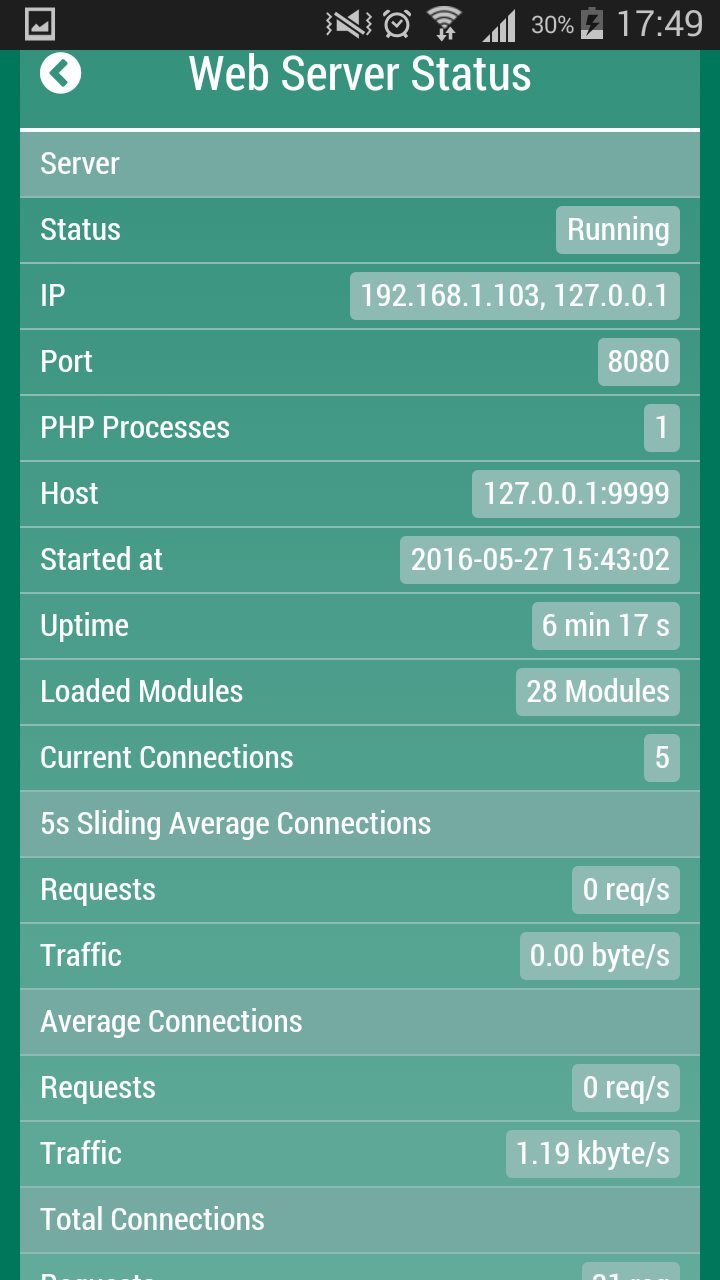 30% 17:49
Web Server Status
Server
Status Running
IP 192.168.1.103, 127.0.0.1
Port 8080
PHP Processes 1
Host 127.0.0.1:9999
Started at 2016-05-27 15:43:02
Uptime 6 min 17 s
Loaded Modules 28 Modules
Current Connections 5
5s Sliding Average Connections
Requests 0 req/s
Traffic 0.00 byte/s
Average Connections
Requests 0 req/s
Traffic 1.19 kbyte/s
Total Connections
Requests